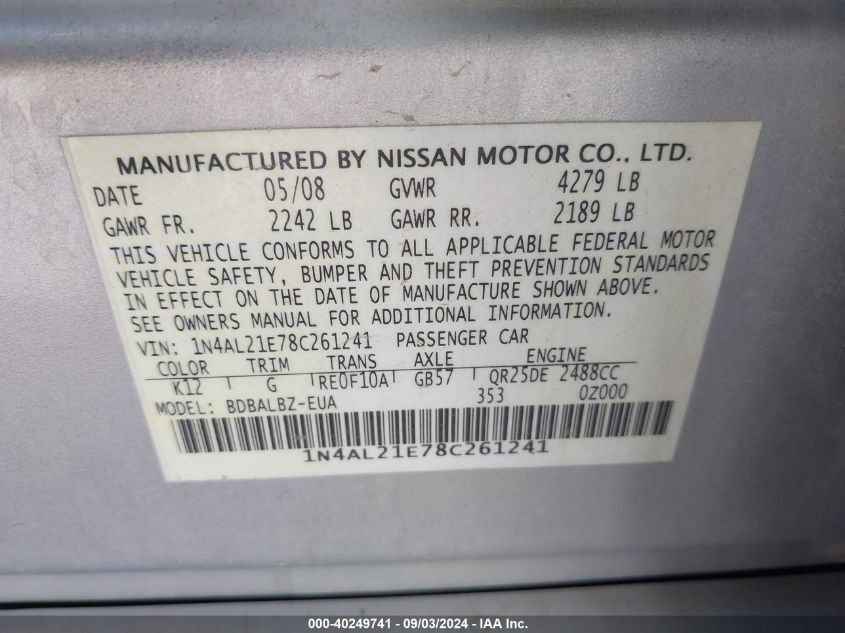 MANUFACTURED BY NISSAN MOTOR CO., LTD.
DATE 05/08 GVWR 4279 LB
GAWR FR. 2242 LB GAWR RR. 2189 LB
THIS VEHICLE CONFORMS TO ALL APPLICABLE FEDERAL MOTOR
VEHICLE SAFETY, BUMPER AND THEFT PREVENTION STANDARDS
IN EFFECT ON THE DATE OF MANUFACTURE SHOWN ABOVE.
SEE OWNERS MANUAL FOR ADDITIONAL INFORMATION.
VIN: 1N4AL21E78C261241 PASSENGER CAR
COLOR TRIM TRANS AXLE ENGINE
K12 G RE0F10A GB57 QR25DE 2488CC
MODEL: BDBALBZ-EUA 353 0Z000
1N4AL21E78C261241
000-40249741 - 09/03/2024 - IAA Inc.